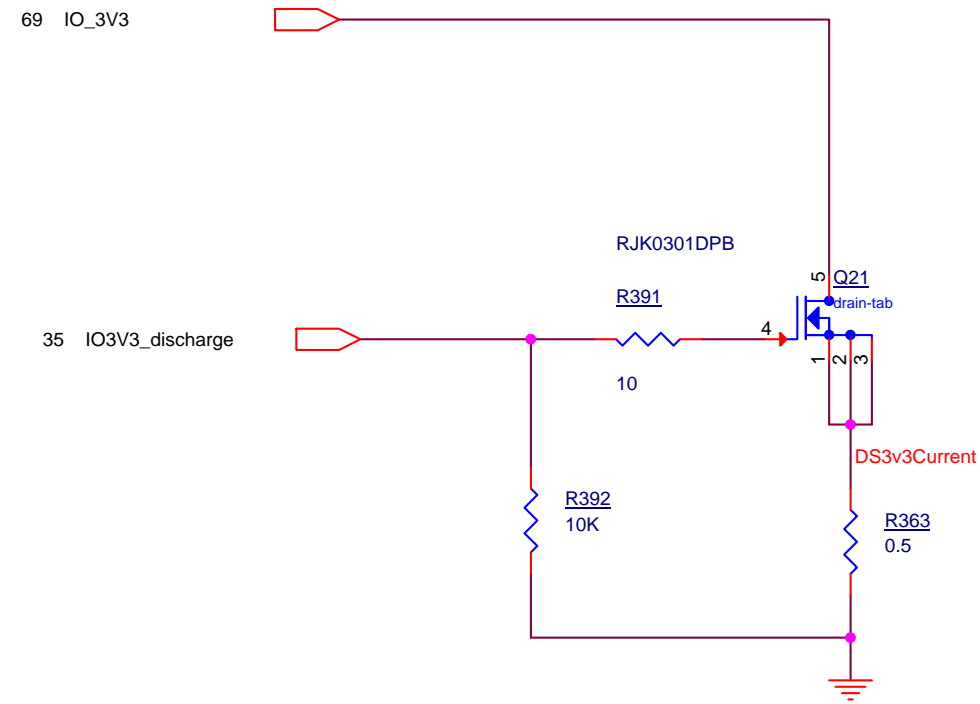 69 IO_3V3
RJK0301DPB
R391
5
Q21
drain-tab
35 IO3V3_discharge
4
1
2
3
10
DS3v3Current
R392
10K
R363
0.5